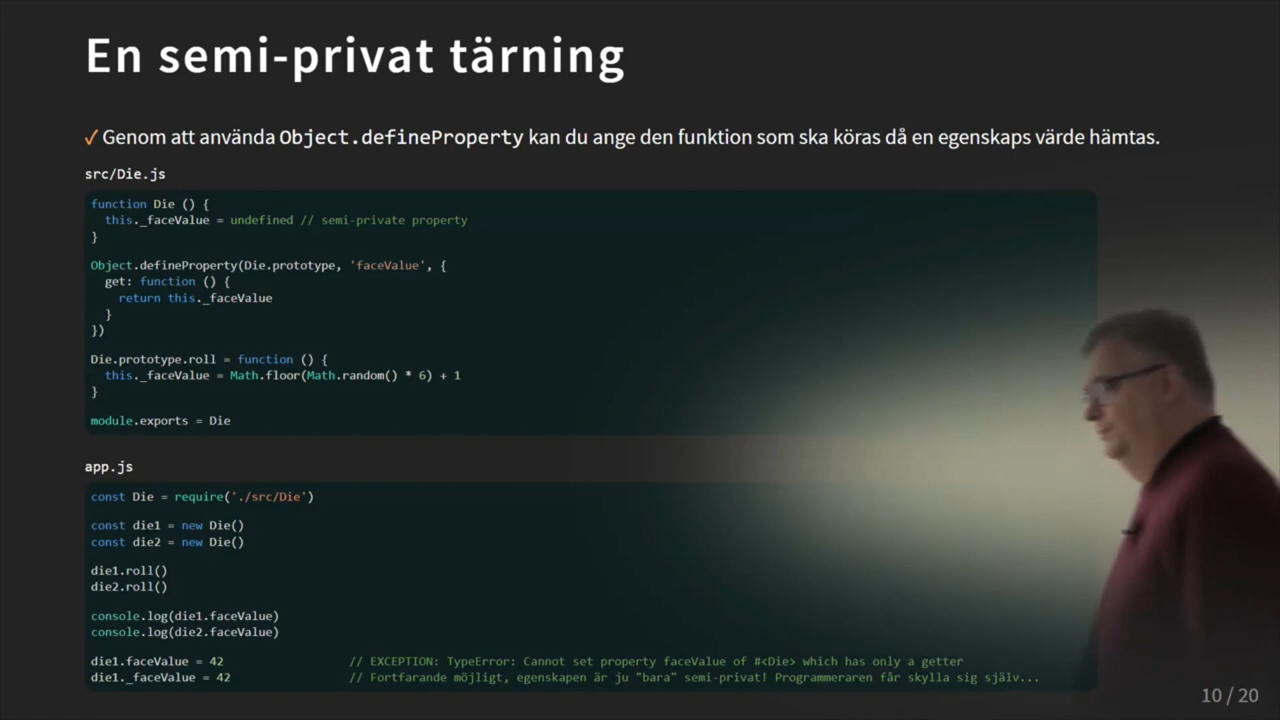 En semi-privat tärning
✓ Genom att använda Object.defineProperty kan du ange den funktion som ska köras då en egenskaps värde hämtas.
src/Die.js
function Die () {
  this._faceValue = undefined // semi-private property
}
Object.defineProperty(Die.prototype, 'faceValue', {
  get: function () {
    return this._faceValue
  }
})
Die.prototype.roll = function () {
  this._faceValue = Math.floor(Math.random() * 6) + 1
}
module.exports = Die
app.js
const Die = require('./src/Die')
const die1 = new Die()
const die2 = new Die()
die1.roll()
die2.roll()
console.log(die1.faceValue)
console.log(die2.faceValue)
die1.faceValue = 42 // EXCEPTION: TypeError: Cannot set property faceValue of #<Die> which has only a getter
die1._faceValue = 42 // Fortfarande möjligt, egenskapen är ju "bara" semi-privat! Programmeraren får skylla sig själv...
10 / 20